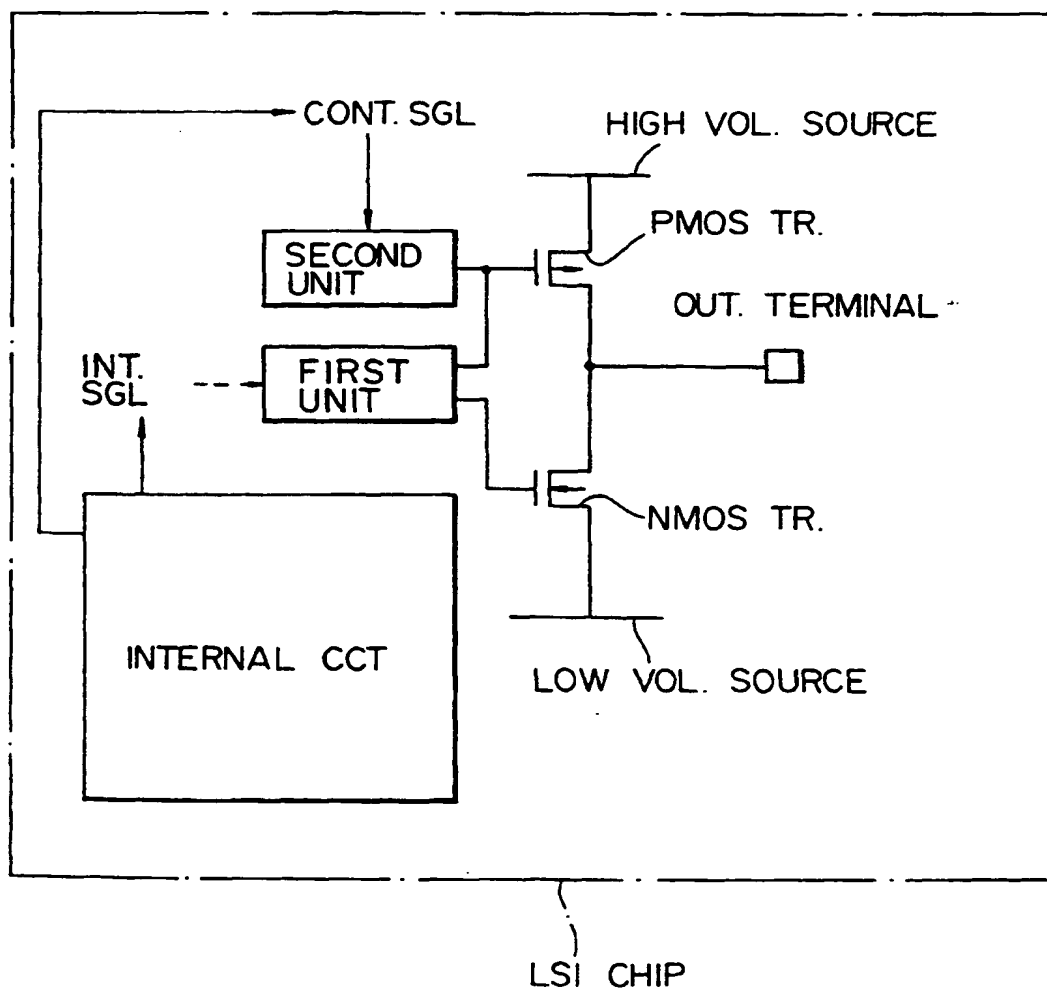 CONT. SGL
HIGH VOL. SOURCE
PMOS TR.
SECOND
UNIT
OUT. TERMINAL
INT.
SGL
FIRST
UNIT
NMOS TR.
INTERNAL CCT
LOW VOL. SOURCE
LSI CHIP